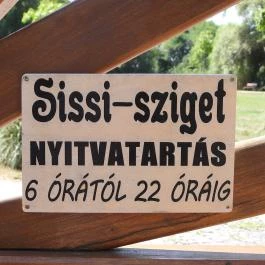 Sissi-sziget
NYITVATARTÁS
6 ÓRÁTÓL 22 ÓRÁIG